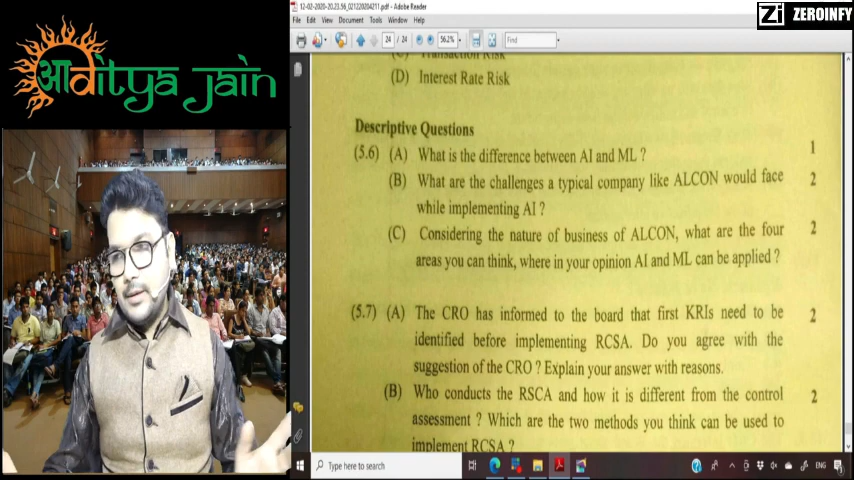 आditya jain
12-02-2020-20.23.56_021220204211.pdf - Adobe Reader
File Edit View Document Tools Window Help
24 / 24 56.2% Find
Zi ZEROINFY
(C) Transaction Risk
(D) Interest Rate Risk
Descriptive Questions
(5.6) (A) What is the difference between AI and ML ? 1
(B) What are the challenges a typical company like ALCON would face 2
while implementing AI ?
(C) Considering the nature of business of ALCON, what are the four 2
areas you can think, where in your opinion AI and ML can be applied ?
(5.7) (A) The CRO has informed to the board that first KRIs need to be 2
identified before implementing RCSA. Do you agree with the
suggestion of the CRO ? Explain your answer with reasons.
(B) Who conducts the RSCA and how it is different from the control 2
assessment ? Which are the two methods you think can be used to
implement RCSA ?
Type here to search
ENG